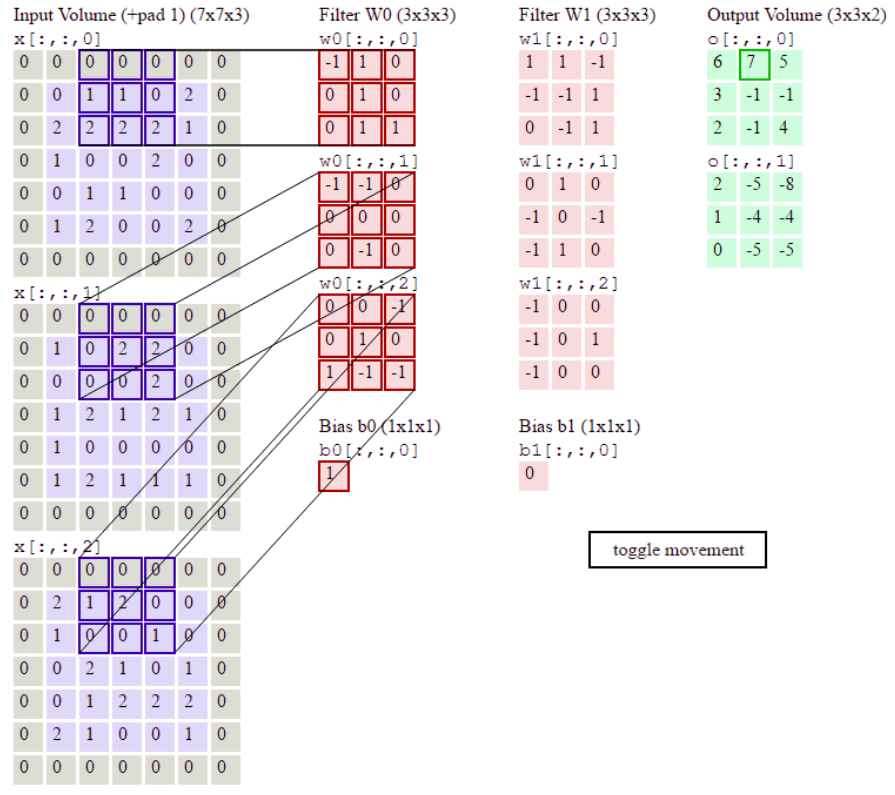 Input Volume (+pad 1) (7x7x3)
x[:,:,0]
0 0 0 0 0 0 0
0 0 1 1 0 2 0
0 2 2 2 2 1 0
0 1 0 0 2 0 0
0 0 1 1 0 0 0
0 1 2 0 0 2 0
0 0 0 0 0 0 0
x[:,:,1]
0 0 0 0 0 0 0
0 1 0 2 2 0 0
0 0 0 0 2 0 0
0 1 2 1 2 1 0
0 1 0 0 0 0 0
0 1 2 1 1 1 0
0 0 0 0 0 0 0
x[:,:,2]
0 0 0 0 0 0 0
0 2 1 2 0 0 0
0 1 0 0 1 0 0
0 0 2 1 0 1 0
0 0 1 2 2 2 0
0 2 1 0 0 1 0
0 0 0 0 0 0 0
Filter W0 (3x3x3)
w0[:,:,0]
-1 1 0
0 1 0
0 1 1
w0[:,:,1]
-1 -1 0
0 0 0
0 -1 0
w0[:,:,2]
0 0 -1
0 1 0
1 -1 -1
Bias b0 (1x1x1)
b0[:,:,0]
1
Filter W1 (3x3x3)
w1[:,:,0]
1 1 -1
-1 -1 1
0 -1 1
w1[:,:,1]
0 1 0
-1 0 -1
-1 1 0
w1[:,:,2]
-1 0 0
-1 0 1
-1 0 0
Bias b1 (1x1x1)
b1[:,:,0]
0
Output Volume (3x3x2)
o[:,:,0]
6 7 5
3 -1 -1
2 -1 4
o[:,:,1]
2 -5 -8
1 -4 -4
0 -5 -5
toggle movement